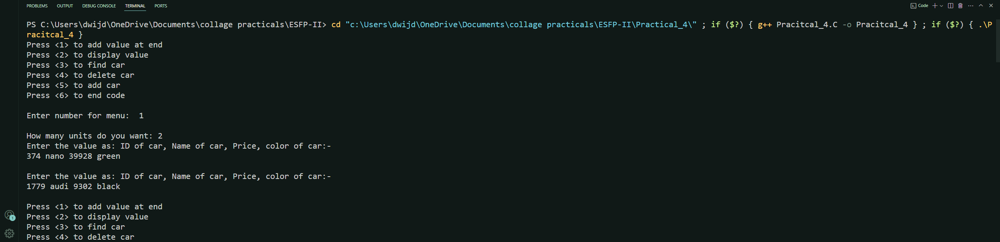 PROBLEMS OUTPUT DEBUG CONSOLE TERMINAL PORTS Code
PS C:\Users\dwijd\OneDrive\Documents\collage practicals\ESFP-II> cd "c:\Users\dwijd\OneDrive\Documents\collage practicals\ESFP-II\Practical_4\" ; if ($?) { g++ Pracitcal_4.C -o Pracitcal_4 } ; if ($?) { .\P
racitcal_4 }
Press <1> to add value at end
Press <2> to display value
Press <3> to find car
Press <4> to delete car
Press <5> to add car
Press <6> to end code
Enter number for menu:  1
How many units do you want: 2
Enter the value as: ID of car, Name of car, Price, color of car:-
374 nano 39928 green
Enter the value as: ID of car, Name of car, Price, color of car:-
1779 audi 9302 black
Press <1> to add value at end
Press <2> to display value
Press <3> to find car
Press <4> to delete car
1